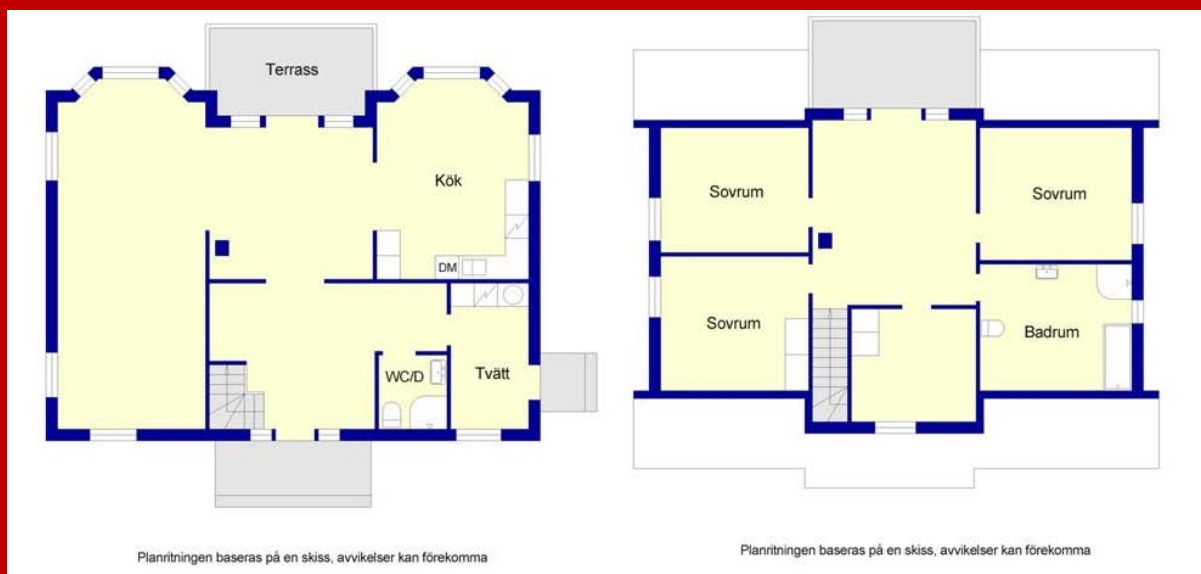 Terrass
Kök
DM
WC/D
Tvätt
Planritningen baseras på en skiss, avvikelser kan förekomma
Sovrum
Sovrum
Sovrum
Badrum
Planritningen baseras på en skiss, avvikelser kan förekomma